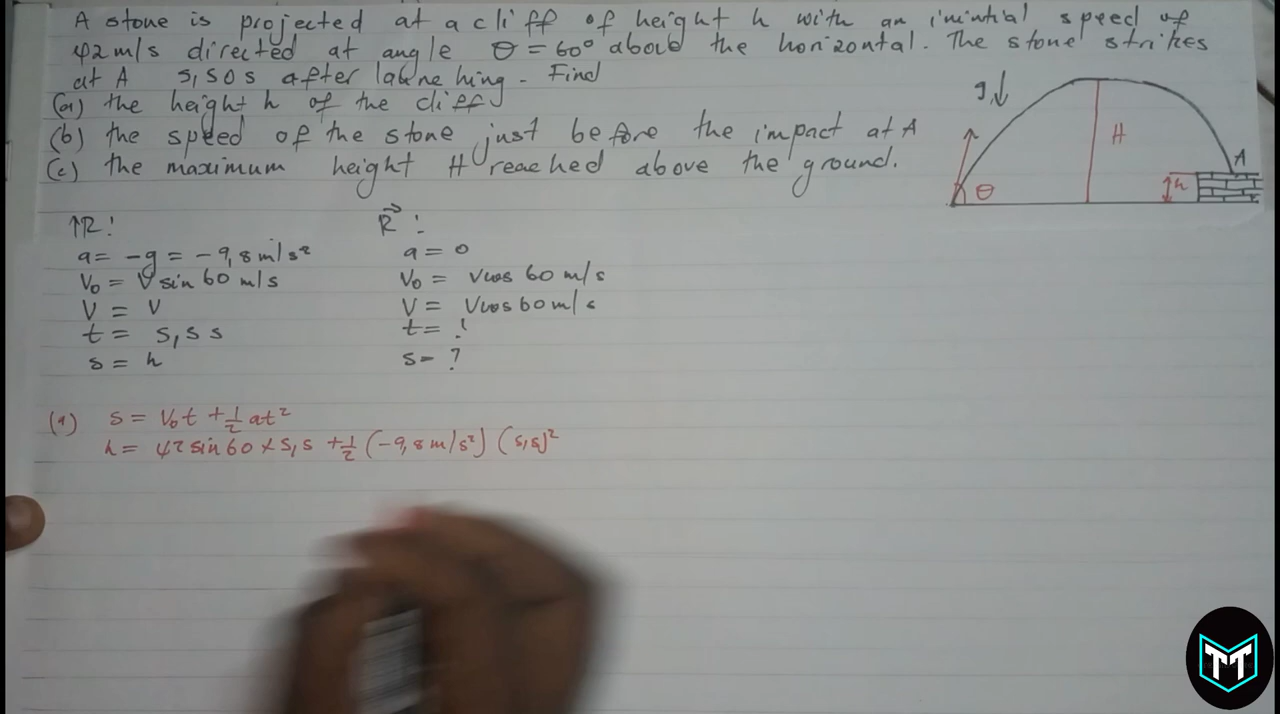 A stone is projected at a cliff of height h with an inintial speed of
42 m/s directed at angle θ = 60° above the horizontal. The stone strikes
at A 5,50 s after launching. Find
(a) the height h of the cliff
(b) the speed of the stone just before the impact at A
(c) the maximum height H reached above the ground.
g↓
H
A
h
θ
↑R:
a = -g = -9,8 m/s²
V₀ = V sin 60 m/s
V = V
t = 5,5 s
s = h
R⃗ :
a = 0
V₀ = Vcos 60 m/s
V = Vcos 60 m/s
t = !
s = ?
(a) s = V₀t + ½ at²
h = 42 sin 60 × 5,5 + ½ (-9,8 m/s²) (5,5)²